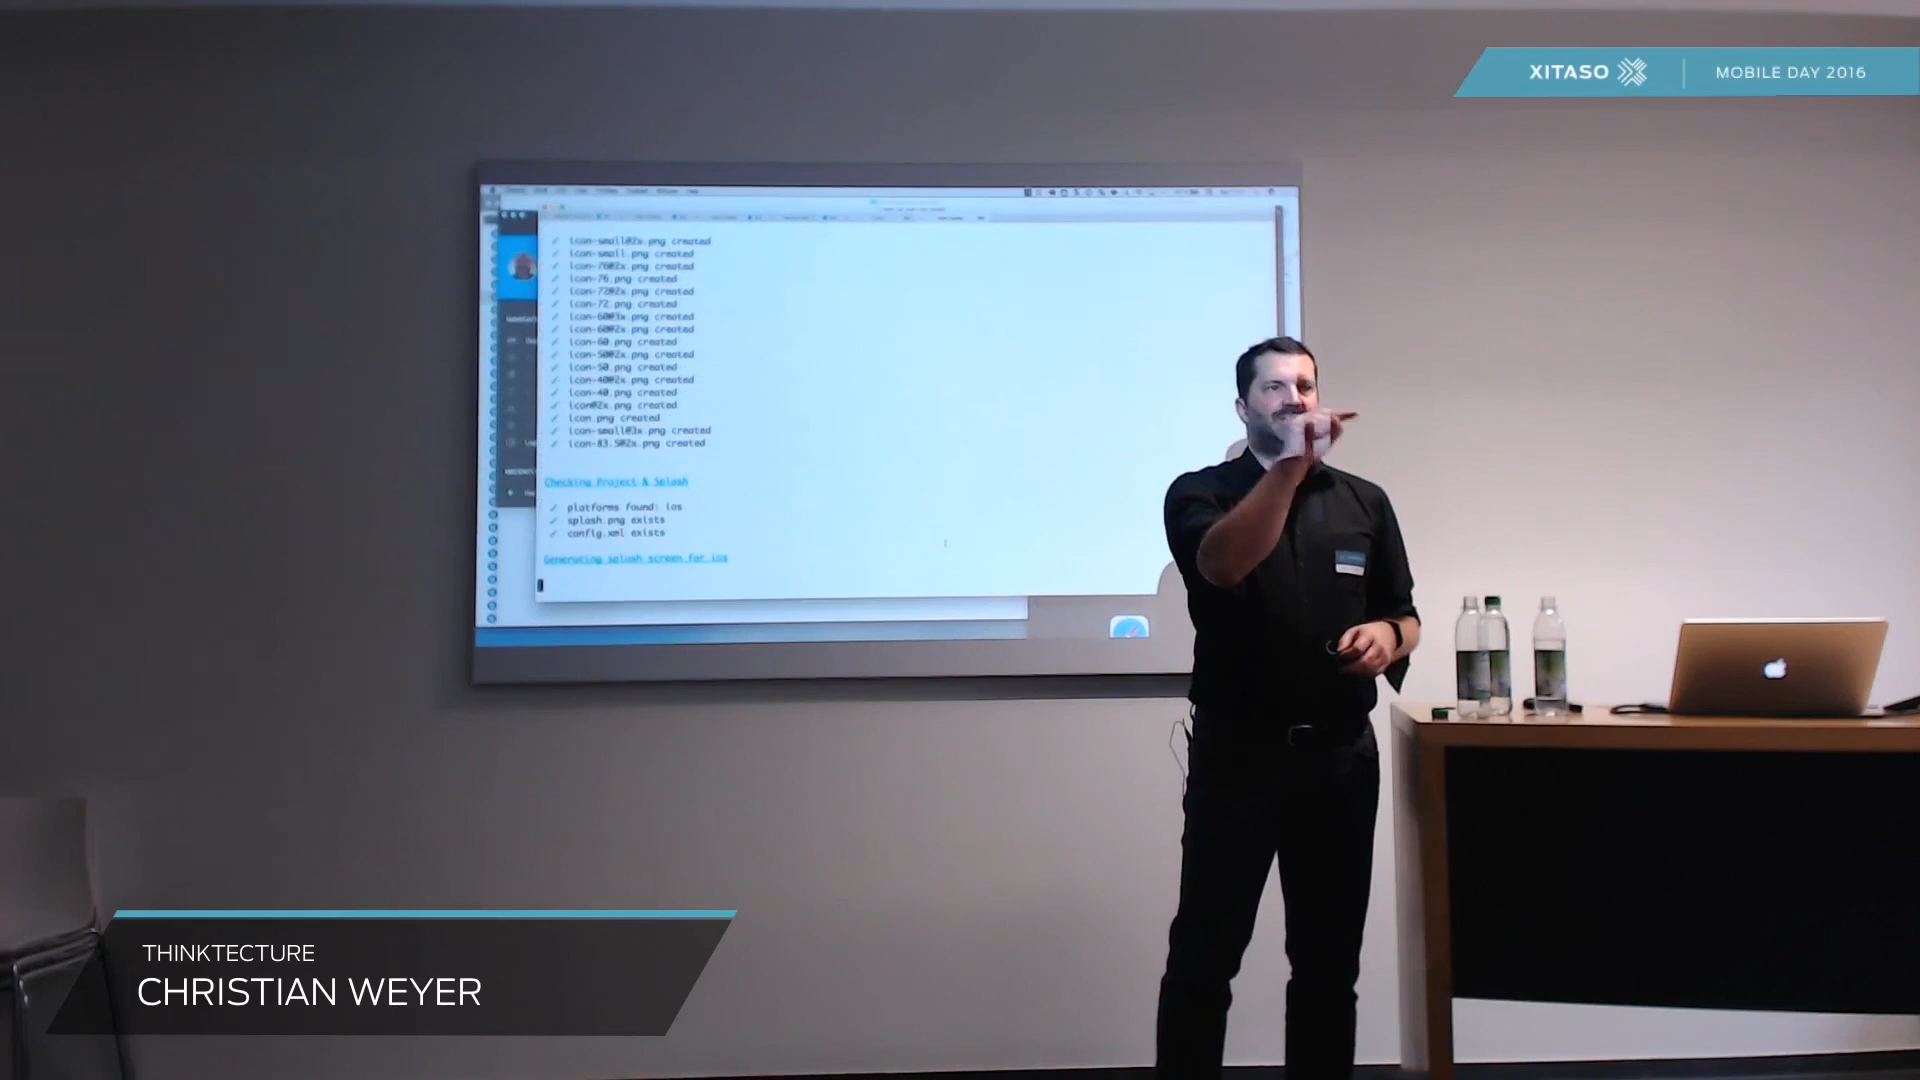 XITASO
MOBILE DAY 2016
✓ icon-small@2x.png created
✓ icon-small.png created
✓ icon-76@2x.png created
✓ icon-76.png created
✓ icon-72@2x.png created
✓ icon-72.png created
✓ icon-60@3x.png created
✓ icon-60@2x.png created
✓ icon-60.png created
✓ icon-50@2x.png created
✓ icon-50.png created
✓ icon-40@2x.png created
✓ icon-40.png created
✓ icon@2x.png created
✓ icon.png created
✓ icon-small@3x.png created
✓ icon-83.5@2x.png created
Checking Project & Splash
✓ platforms found: ios
✓ splash.png exists
✓ config.xml exists
Generating splash screen for ios
THINKTECTURE
CHRISTIAN WEYER